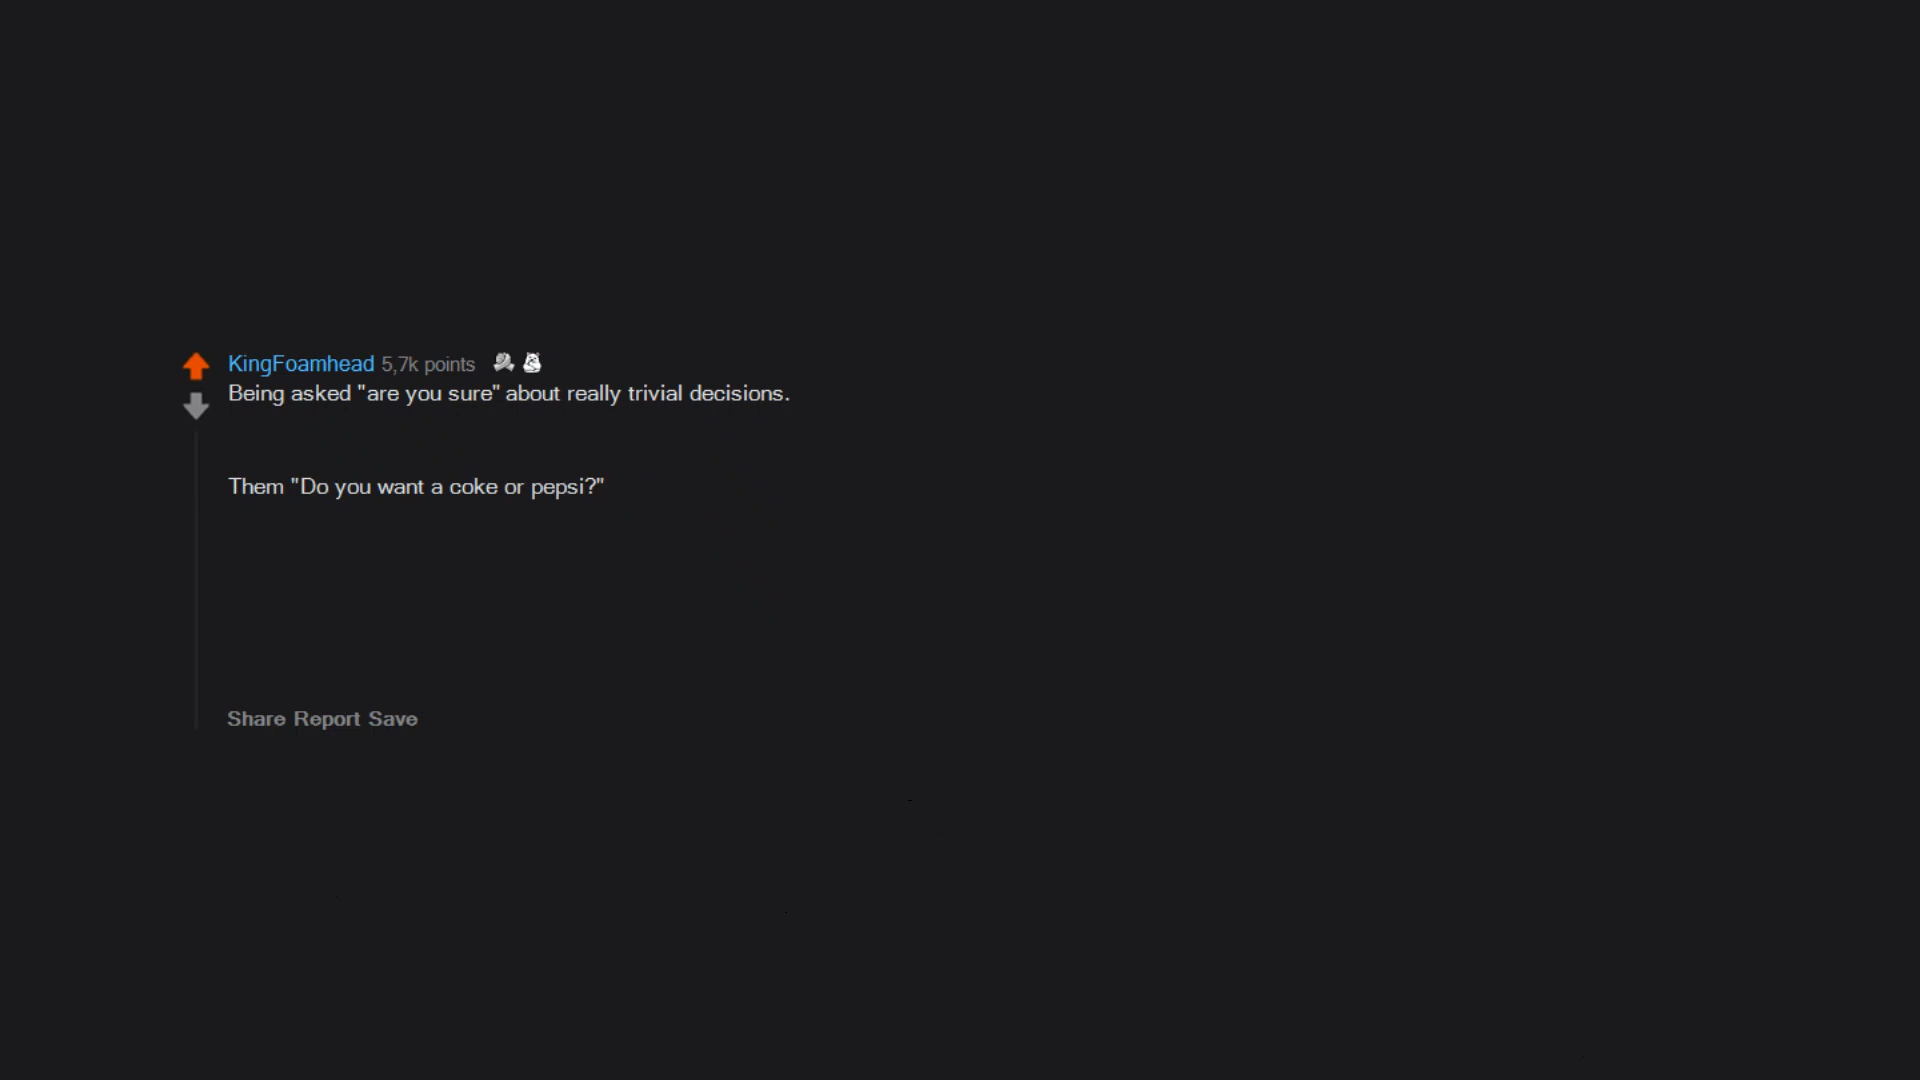 KingFoamhead 5,7k points
Being asked "are you sure" about really trivial decisions.
Them "Do you want a coke or pepsi?"
Share Report Save